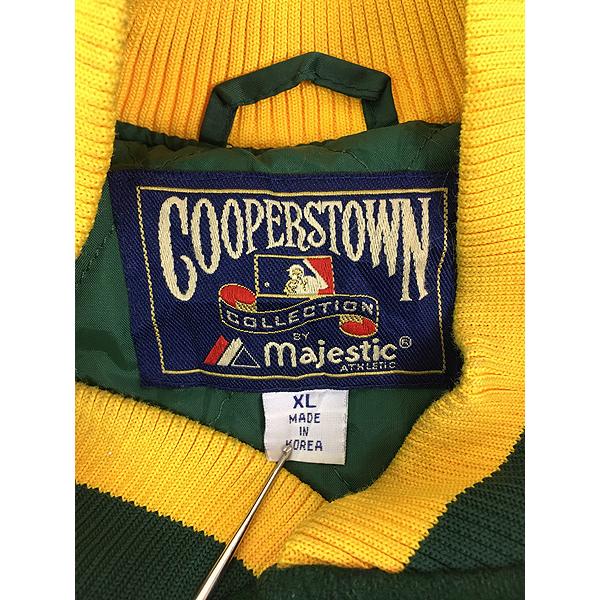 COOPERSTOWN
COLLECTION
BY
Majestic®
ATHLETIC
XL
MADE
IN
KOREA